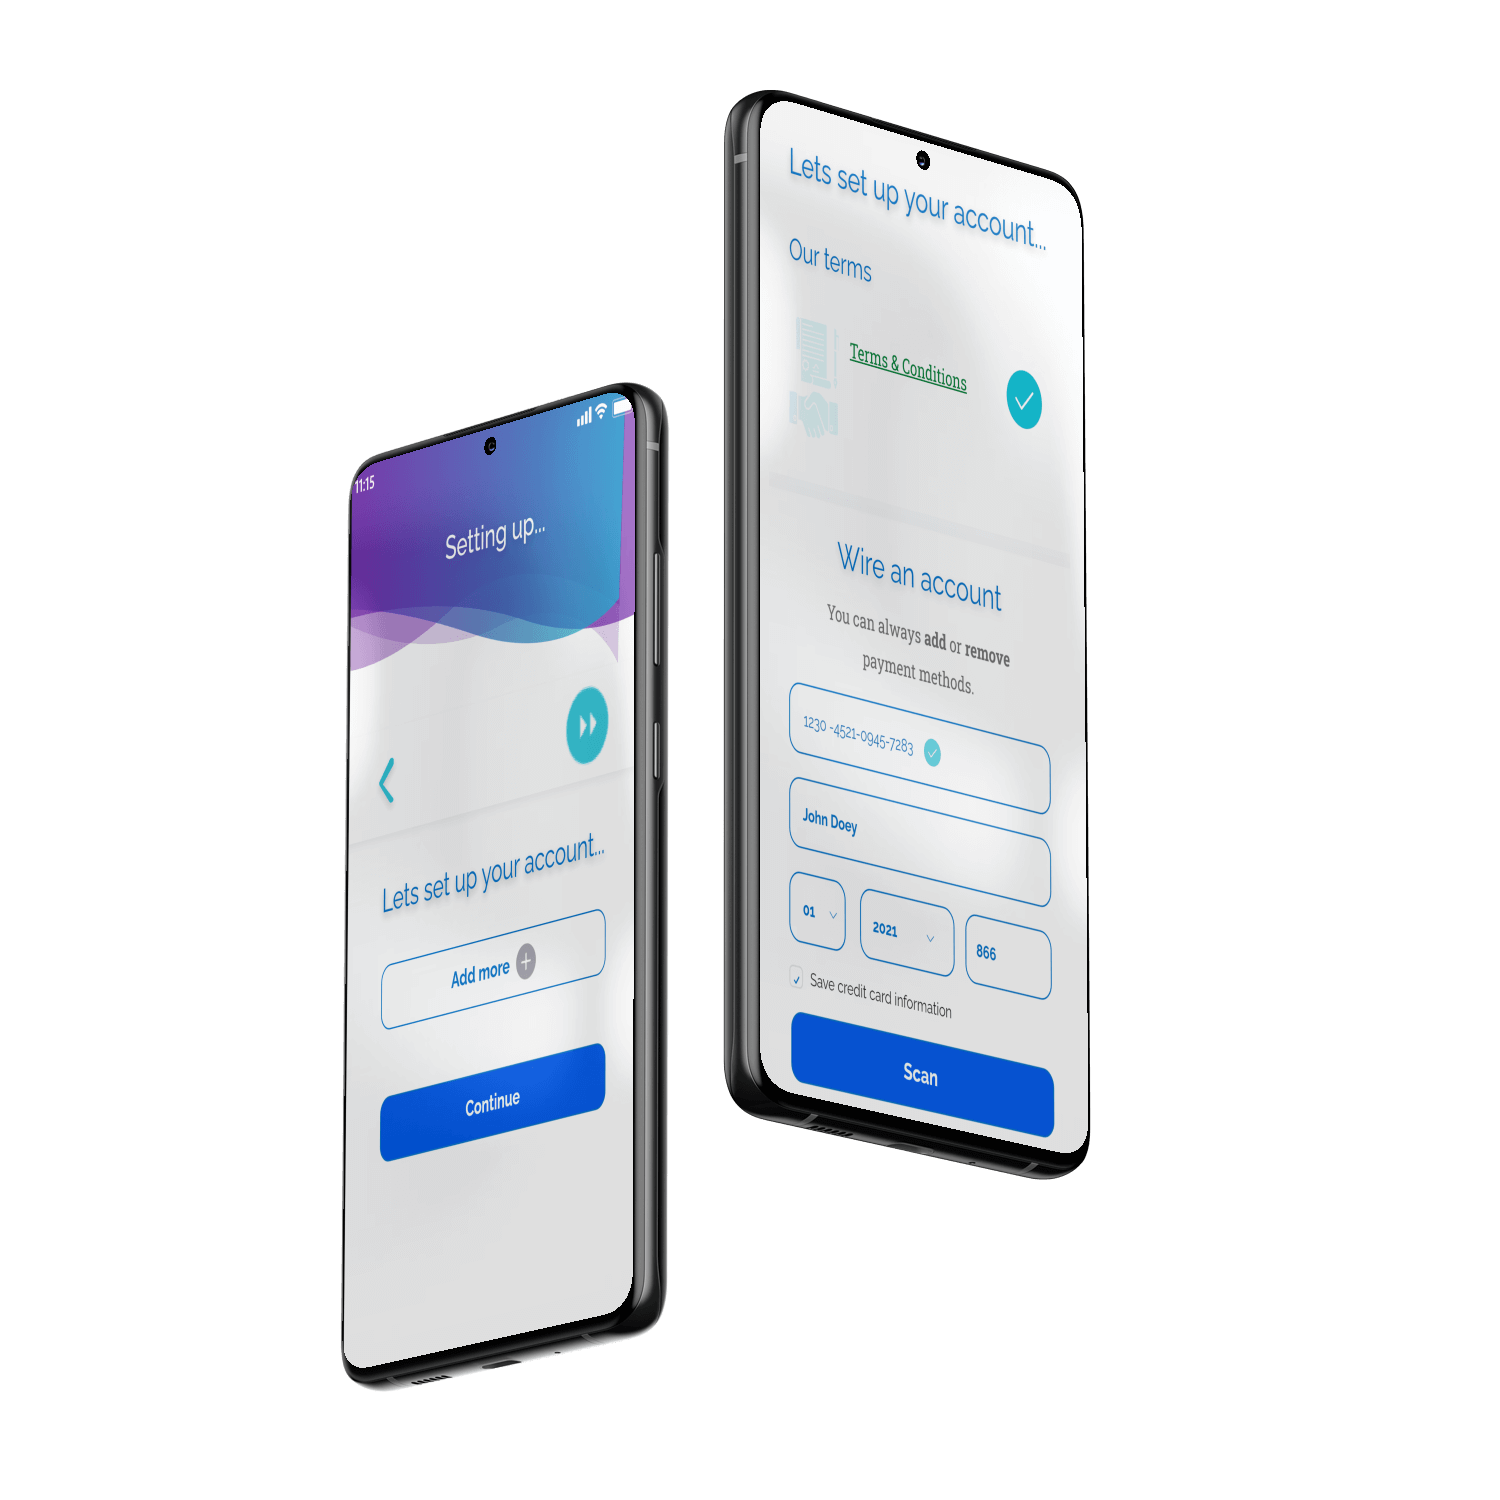 11:15
Setting up...
Lets set up your account...
Add more
Continue
Lets set up your account...
Our terms
Terms & Conditions
Wire an account
You can always add or remove
payment methods.
1230 -4521-0945-7283
John Doey
01
2021
866
Save credit card information
Scan